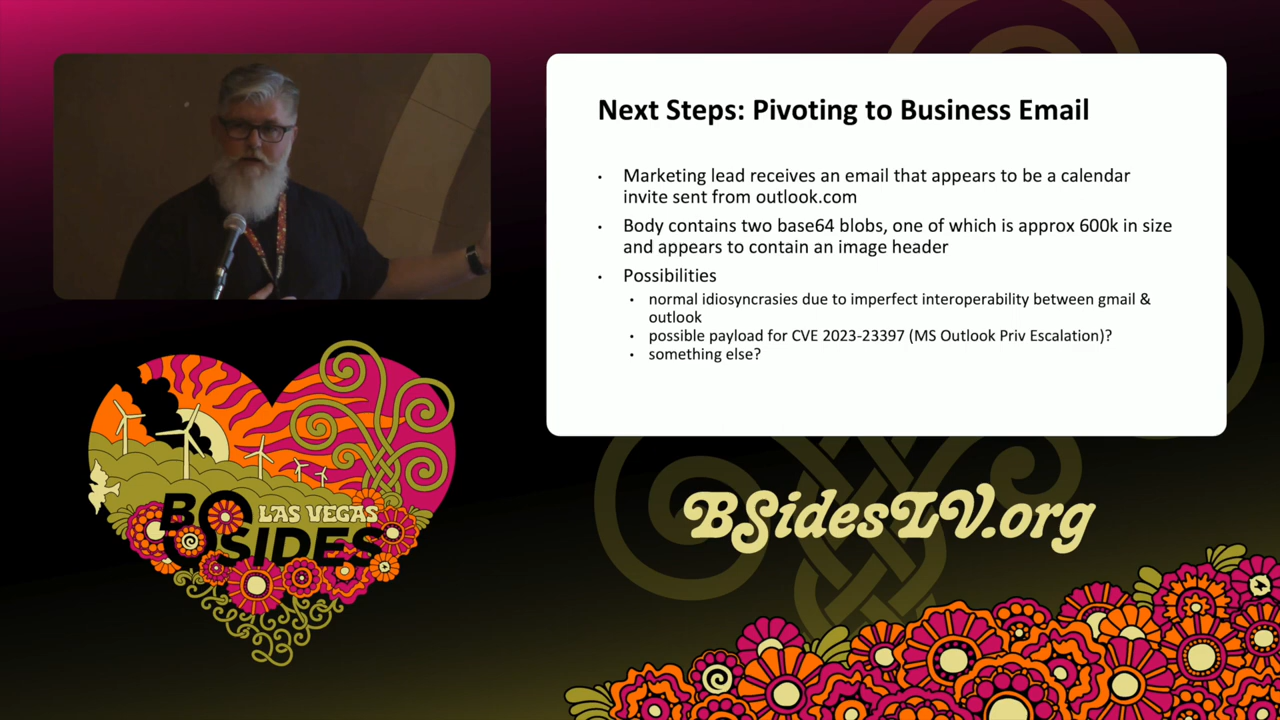 Next Steps: Pivoting to Business Email
· Marketing lead receives an email that appears to be a calendar
invite sent from outlook.com
· Body contains two base64 blobs, one of which is approx 600k in size
and appears to contain an image header
· Possibilities
· normal idiosyncrasies due to imperfect interoperability between gmail &
outlook
· possible payload for CVE 2023-23397 (MS Outlook Priv Escalation)?
· something else?
LAS VEGAS
BSidesLV.org